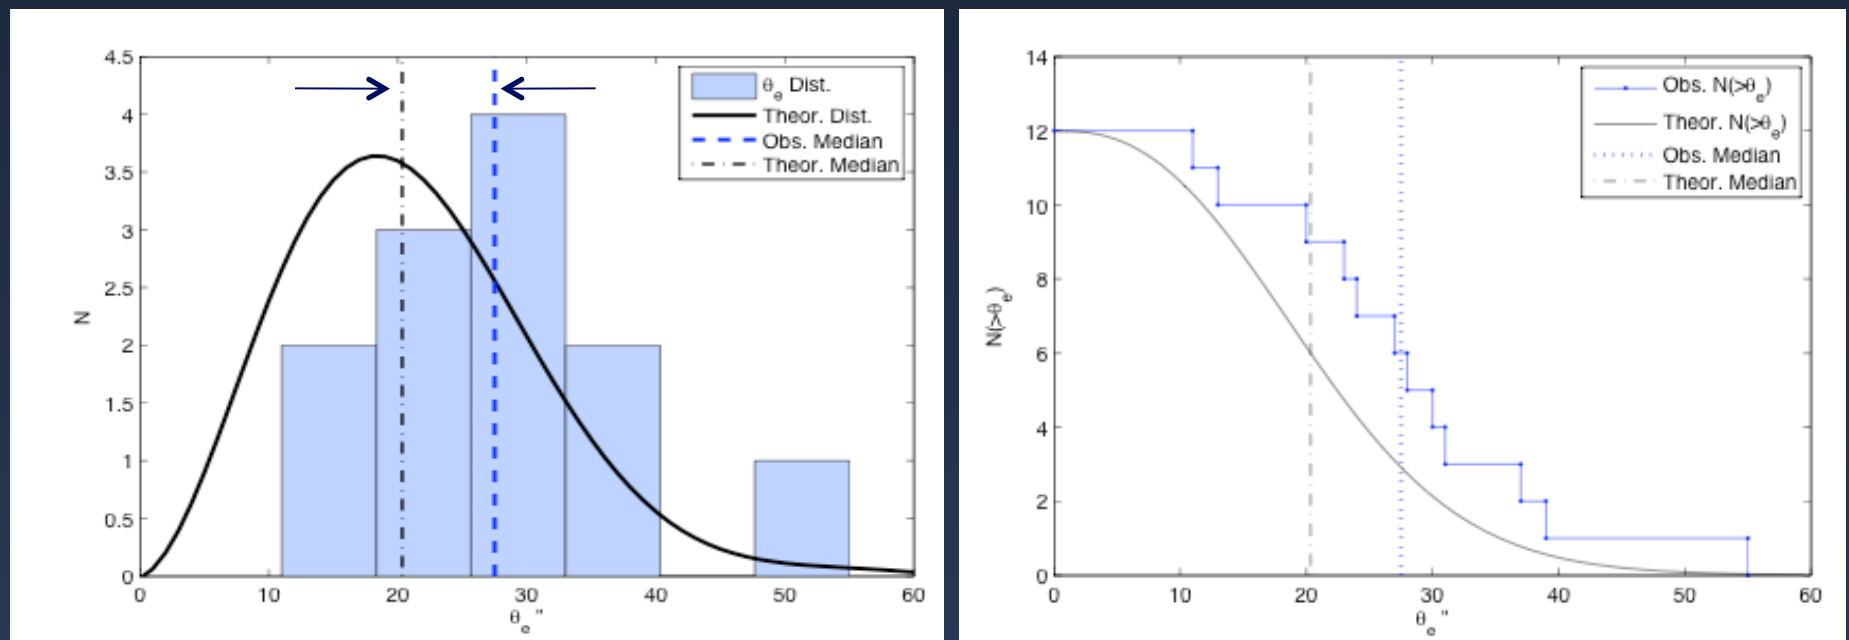 4.5
4
3.5
3
2.5
2
1.5
1
0.5
0
N
0 10 20 30 40 50 60
θe"
θe Dist.
Theor. Dist.
Obs. Median
Theor. Median
14
12
10
8
6
4
2
0
N(>θe)
0 10 20 30 40 50 60
θe"
Obs. N(>θe)
Theor. N(>θe)
Obs. Median
Theor. Median